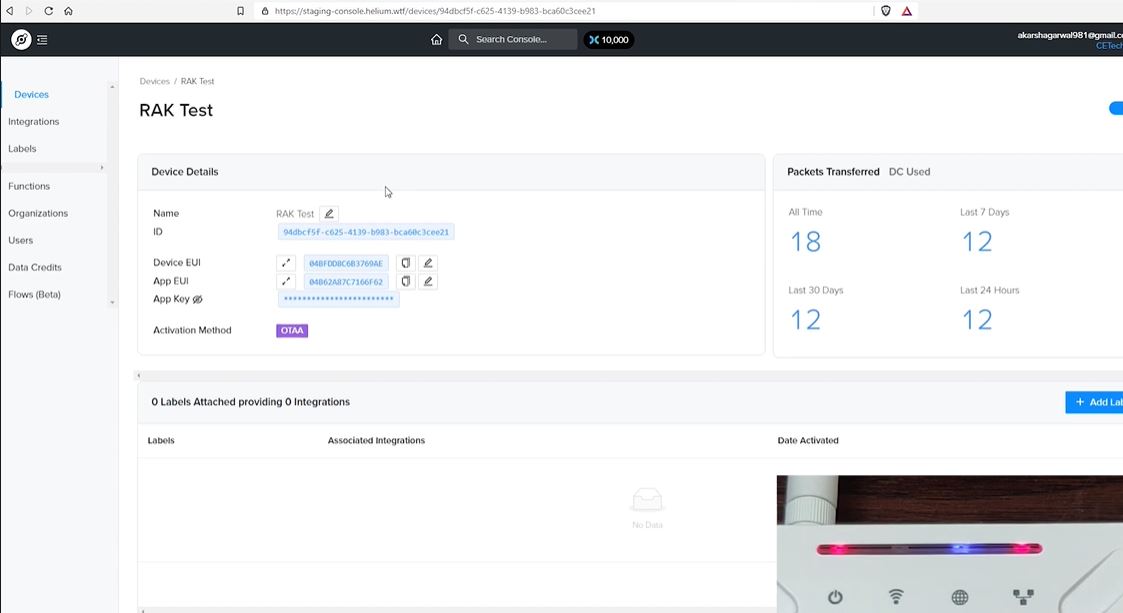 https://staging-console.helium.wtf/devices/94dbcf5f-c625-4139-b983-bca60c3cee21
Search Console...
10,000
akarshagarwal981@gmail.c
CETech
Devices
Integrations
Labels
Functions
Organizations
Users
Data Credits
Flows (Beta)
Devices / RAK Test
RAK Test
Device Details
Name RAK Test
ID 94dbcf5f-c625-4139-b983-bca60c3cee21
Device EUI 04BFDD8C6B3769AE
App EUI 04B62A87C7166F62
App Key ************************
Activation Method OTAA
Packets Transferred DC Used
All Time Last 7 Days
18 12
Last 30 Days Last 24 Hours
12 12
0 Labels Attached providing 0 Integrations
+ Add Lab
Labels Associated Integrations Date Activated
No Data